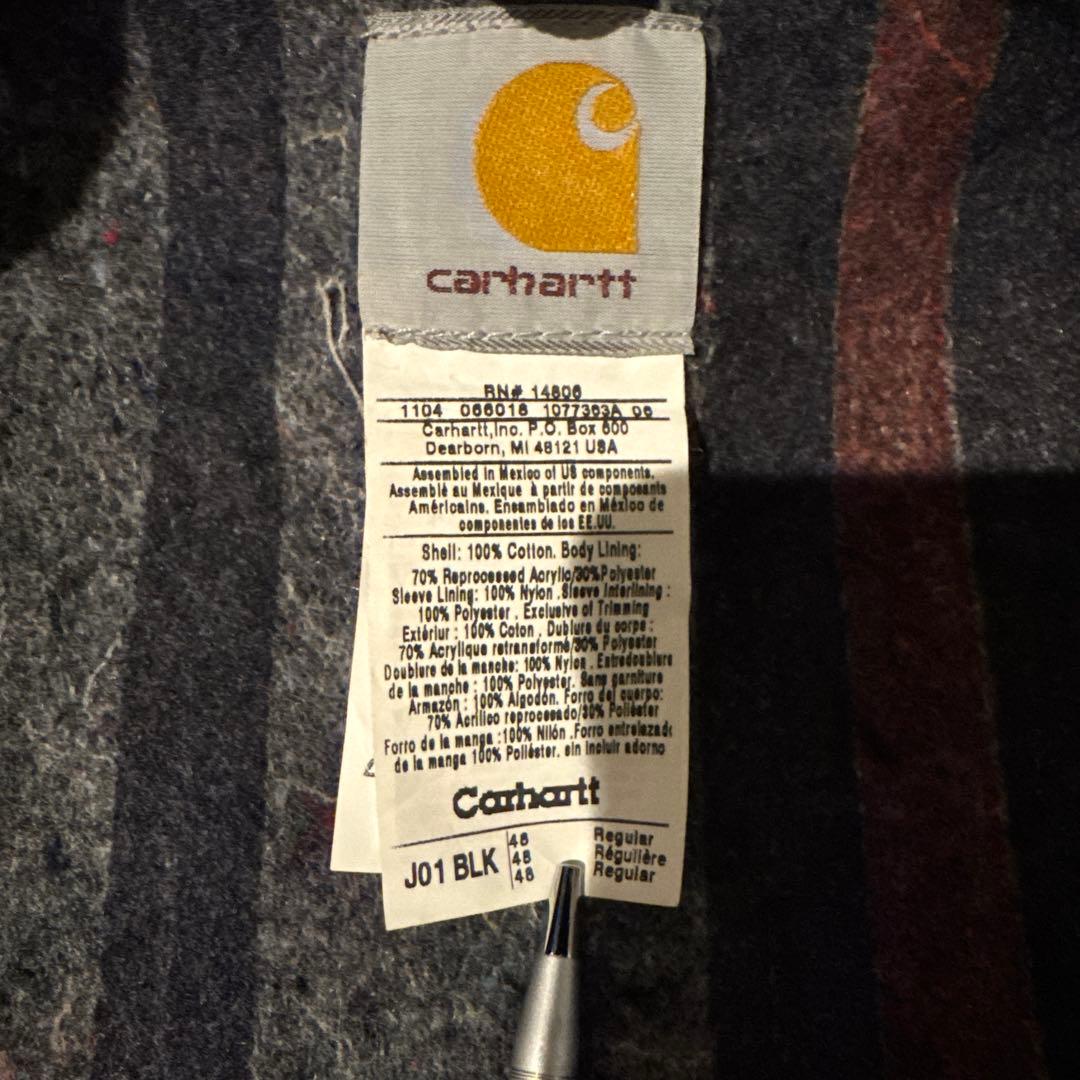 carhartt
RN# 14806
1104 066018 1077363A 06
Carhartt,Inc. P.O. Box 600
Dearborn, MI 48121 USA
Assembled in Mexico of US components.
Assemblé au Mexique à partir de composants
Américains. Ensamblado en México de
componentes de los EE.UU.
Shell: 100% Cotton. Body Lining:
70% Reprocessed Acrylic/30%Polyester
Sleeve Lining: 100% Nylon .Sleeve Interlining :
100% Polyester . Exclusive of Trimming
Extériur : 100% Coton . Dublure du corps :
70% Acrylique retransformé/30% Polyester
Doublure de la manche: 100% Nylon . Entredoublure
de la manche : 100% Polyester. Sans garniture
Armazón : 100% Algodón. Forro del cuerpo:
70% Acrílico reprocesado/30% Poliéster
Forro de la manga :100% Nilón .Forro entrelazado
de la manga 100% Poliéster. sin incluir adorno
Carhartt
J01 BLK
48 Regular
48 Régulière
48 Regular